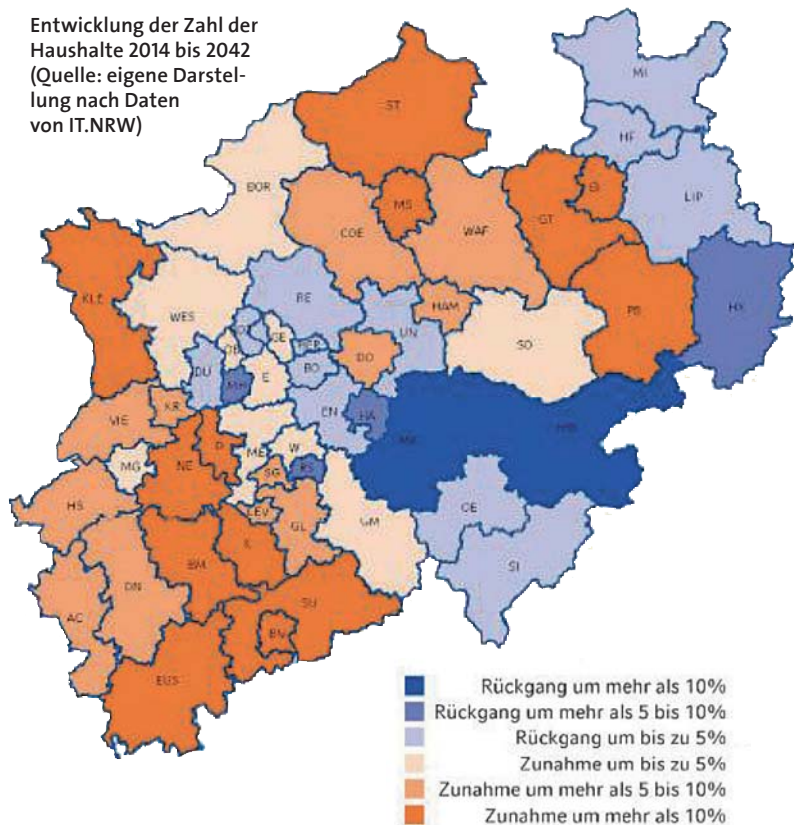 Entwicklung der Zahl der
Haushalte 2014 bis 2042
(Quelle: eigene Darstel-
lung nach Daten
von IT.NRW)
MI
ST
HF
BOR
BI
LIP
MS
GT
COE
WAF
KLE
RE
HX
PB
WES
UN
HAM
SO
GE
OB
HER
DO
DU
E
BO
MH
EN
HA
KR
VIE
D
ME
W
MG
NE
SG
RS
OE
HS
LEV
GL
GM
K
BM
SI
DN
SU
AC
BN
EUS
Rückgang um mehr als 10%
Rückgang um mehr als 5 bis 10%
Rückgang um bis zu 5%
Zunahme um bis zu 5%
Zunahme um mehr als 5 bis 10%
Zunahme um mehr als 10%